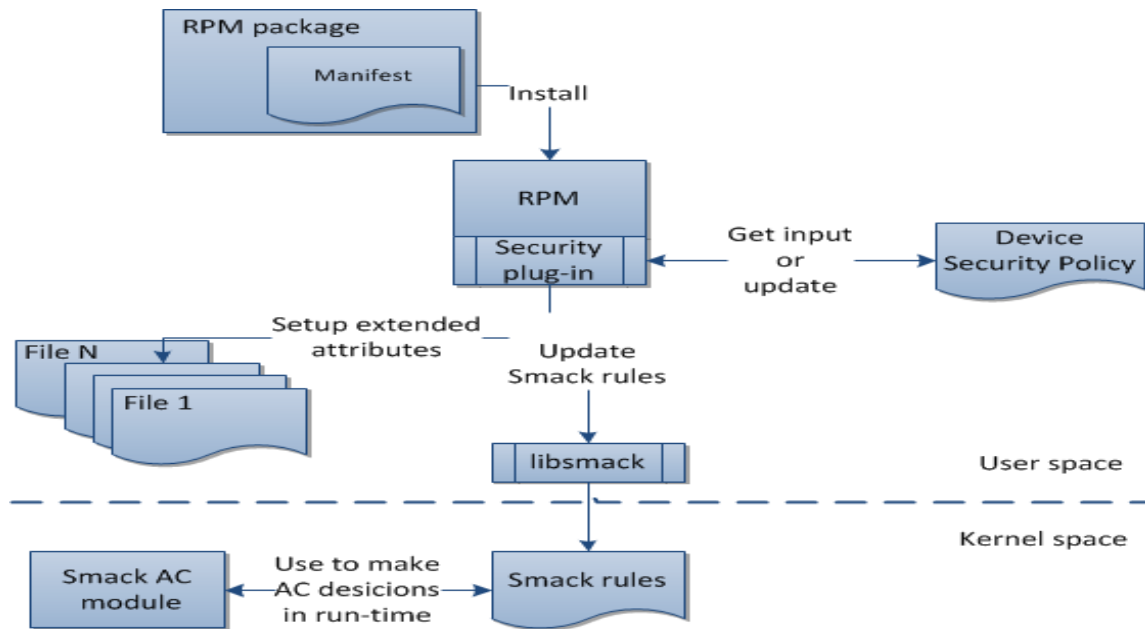 RPM package
Manifest
Install
RPM
Security
plug-in
Get input
or
update
Device
Security Policy
Setup extended
attributes
File N
File 1
Update
Smack rules
libsmack
User space
Kernel space
Smack AC
module
Use to make
AC desicions
in run-time
Smack rules